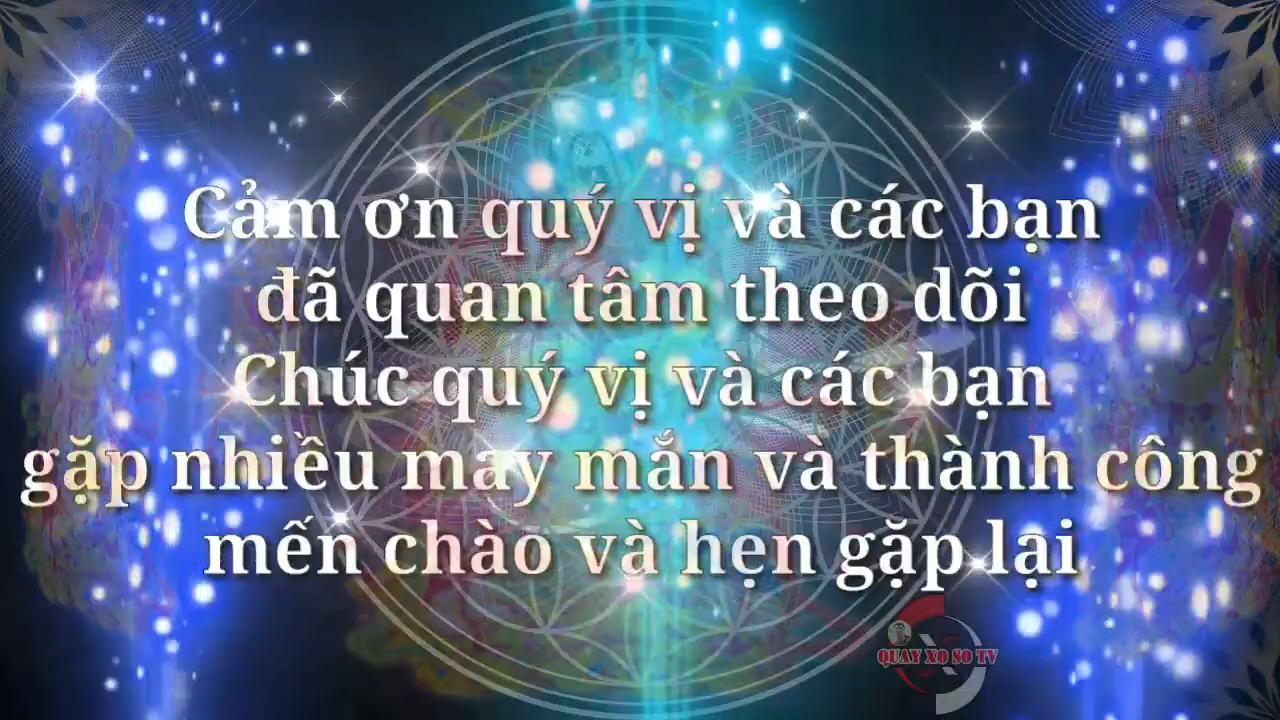 Cảm ơn quý vị và các bạn
đã quan tâm theo dõi
Chúc quý vị và các bạn
gặp nhiều may mắn và thành công
mến chào và hẹn gặp lại
QUAY XO SO TV